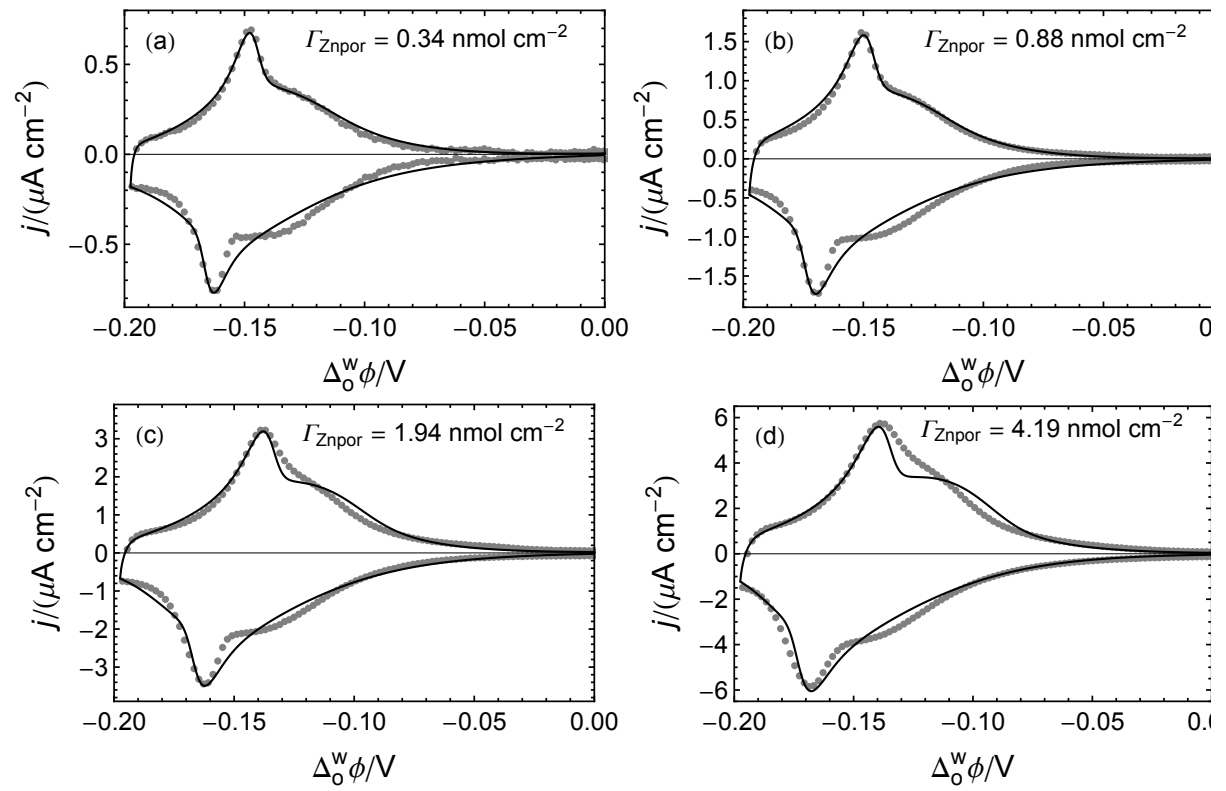 (a) Γ_Znpor = 0.34 nmol cm⁻²
0.5
0.0
−0.5
j/(μA cm⁻²)
−0.20 −0.15 −0.10 −0.05 0.00
Δ_o^w ϕ/V
(b) Γ_Znpor = 0.88 nmol cm⁻²
1.5
1.0
0.5
0.0
−0.5
−1.0
−1.5
j/(μA cm⁻²)
−0.20 −0.15 −0.10 −0.05 0.00
Δ_o^w ϕ/V
(c) Γ_Znpor = 1.94 nmol cm⁻²
3
2
1
0
−1
−2
−3
j/(μA cm⁻²)
−0.20 −0.15 −0.10 −0.05 0.00
Δ_o^w ϕ/V
(d) Γ_Znpor = 4.19 nmol cm⁻²
6
4
2
0
−2
−4
−6
j/(μA cm⁻²)
−0.20 −0.15 −0.10 −0.05 0.0
Δ_o^w ϕ/V